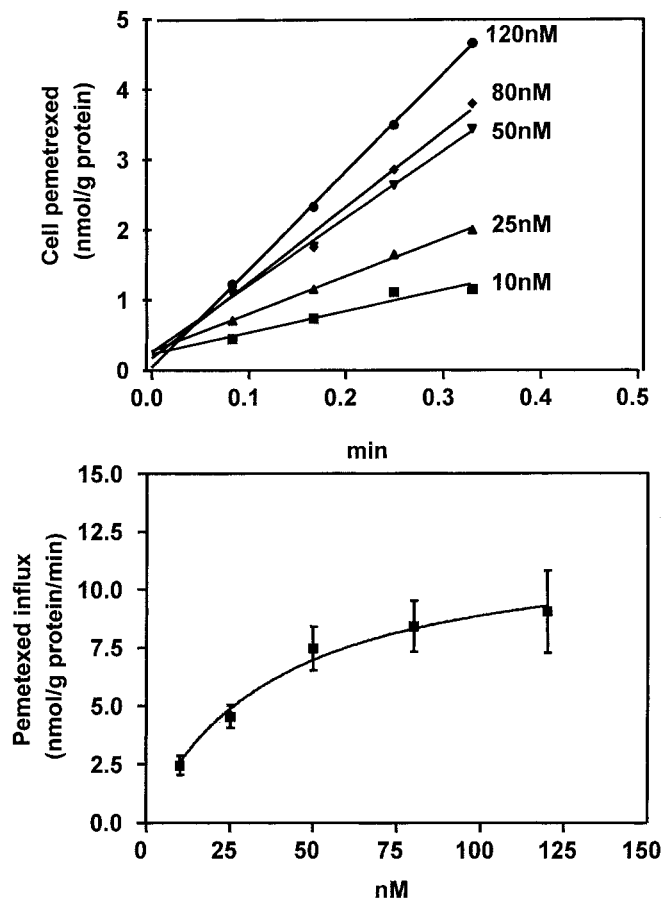 5
4
3
2
1
0
Cell pemetrexed
(nmol/g protein)
120nM
80nM
50nM
25nM
10nM
0.0
0.1
0.2
0.3
0.4
0.5
min
15.0
12.5
10.0
7.5
5.0
2.5
0.0
Pemetexed influx
(nmol/g protein/min)
0
25
50
75
100
125
150
nM